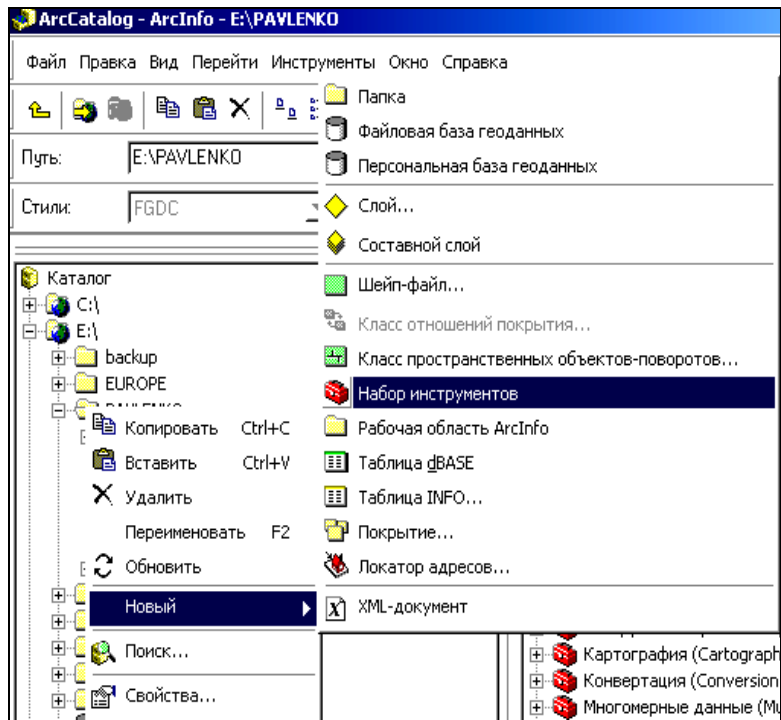 ArcCatalog - ArcInfo - E:\PAVLENKO
Файл Правка Вид Перейти Инструменты Окно Справка
Путь: E:\PAVLENKO
Стили: FGDC
Каталог
C:\
E:\
backup
EUROPE
PAVLENKO
Копировать Ctrl+C
Вставить Ctrl+V
Удалить
Переименовать F2
Обновить
Новый
Поиск...
Свойства...
Папка
Файловая база геоданных
Персональная база геоданных
Слой...
Составной слой
Шейп-файл...
Класс отношений покрытия...
Класс пространственных объектов-поворотов...
Набор инструментов
Рабочая область ArcInfo
Таблица dBASE
Таблица INFO...
Покрытие...
Локатор адресов...
XML-документ
Картография (Cartograph
Конвертация (Conversion
Многомерные данные (Mu